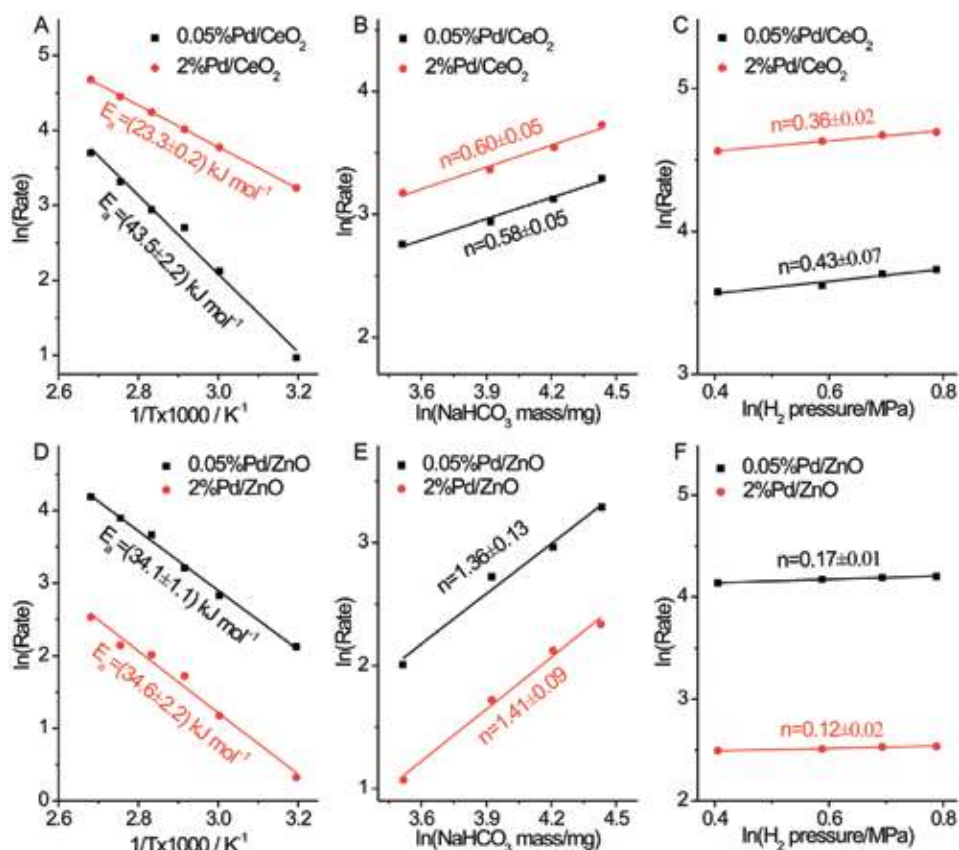 A
0.05%Pd/CeO₂
2%Pd/CeO₂
5
4
3
2
1
ln(Rate)
Eₐ=(23.3±0.2) kJ mol⁻¹
Eₐ=(43.5±2.2) kJ mol⁻¹
2.6 2.8 3.0 3.2
1/Tx1000 / K⁻¹
B
0.05%Pd/CeO₂
2%Pd/CeO₂
4
3
2
ln(Rate)
n=0.60±0.05
n=0.58±0.05
3.6 3.9 4.2 4.5
ln(NaHCO₃ mass/mg)
C
0.05%Pd/CeO₂
2%Pd/CeO₂
5
4
3
ln(Rate)
n=0.36±0.02
n=0.43±0.07
0.4 0.6 0.8
ln(H₂ pressure/MPa)
D
0.05%Pd/ZnO
2%Pd/ZnO
5
4
3
2
1
0
ln(Rate)
Eₐ=(34.1±1.1) kJ mol⁻¹
Eₐ=(34.6±2.2) kJ mol⁻¹
2.6 2.8 3.0 3.2
1/Tx1000 / K⁻¹
E
0.05%Pd/ZnO
2%Pd/ZnO
3
2
1
ln(Rate)
n=1.36±0.13
n=1.41±0.09
3.6 3.9 4.2 4.5
ln(NaHCO₃ mass/mg)
F
0.05%Pd/ZnO
2%Pd/ZnO
5
4
3
2
ln(Rate)
n=0.17±0.01
n=0.12±0.02
0.4 0.6 0.8
ln(H₂ pressure/MPa)